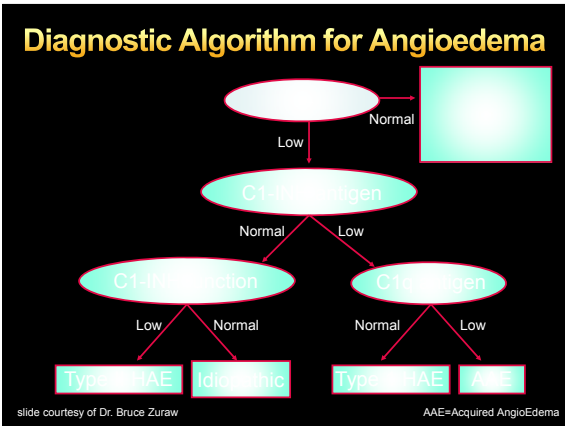 Diagnostic Algorithm for Angioedema
Normal
Low
C1-INH antigen
Normal Low
C1-INH function C1q antigen
Low Normal Normal Low
Type HAE Idiopathic Type HAE AAE
slide courtesy of Dr. Bruce Zuraw AAE=Acquired AngioEdema